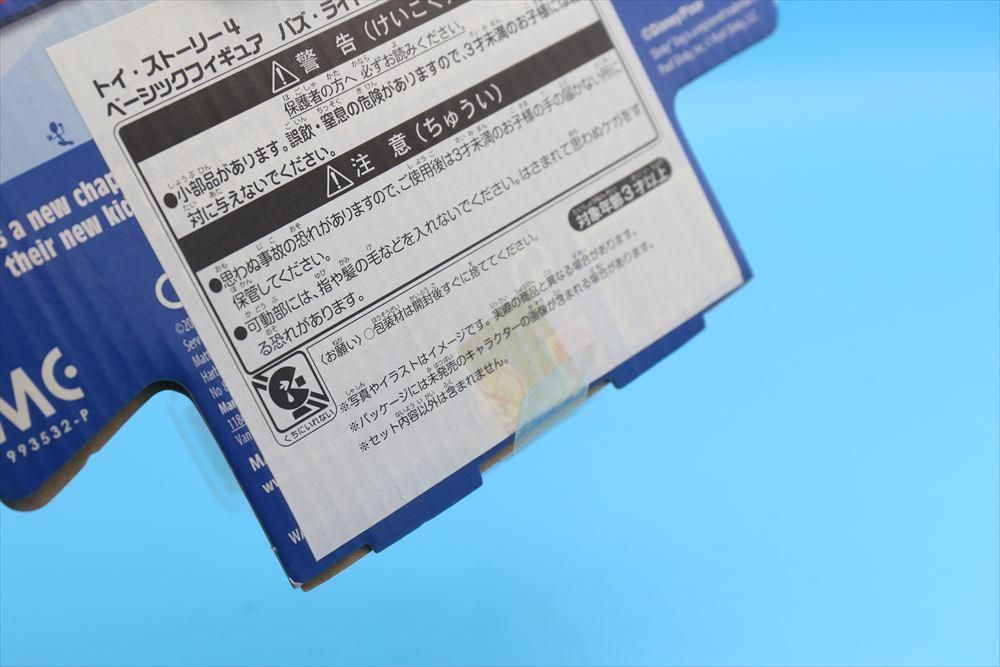 トイ・ストーリー4
ベーシックフィギュア バズ・ライト
警告(けいこく)
保護者の方へ 必ずお読みください。
●小部品があります。誤飲・窒息の危険がありますので、3才未満のお子様には絶
対に与えないでください。
注意(ちゅうい)
●思わぬ事故の恐れがありますので、ご使用後は3才未満のお子様の手の届かない
保管してください。
●可動部には、指や髪の毛などを入れないでください。はさまれて思わぬケガをす
る恐れがあります。
対象年齢3才以上
〈お願い〉○包装材は開封後すぐに捨ててください。
※写真やイラストはイメージです。実際の商品と異なる場合があります。
※パッケージには未発売のキャラクターの画像が含まれる場合があります。
※セット内容以外は含まれません。
くちにいれない
©Disney/Pixar
Slinky® Dog is a registered trademark
s a new chap
their new kid
MC
993532-P